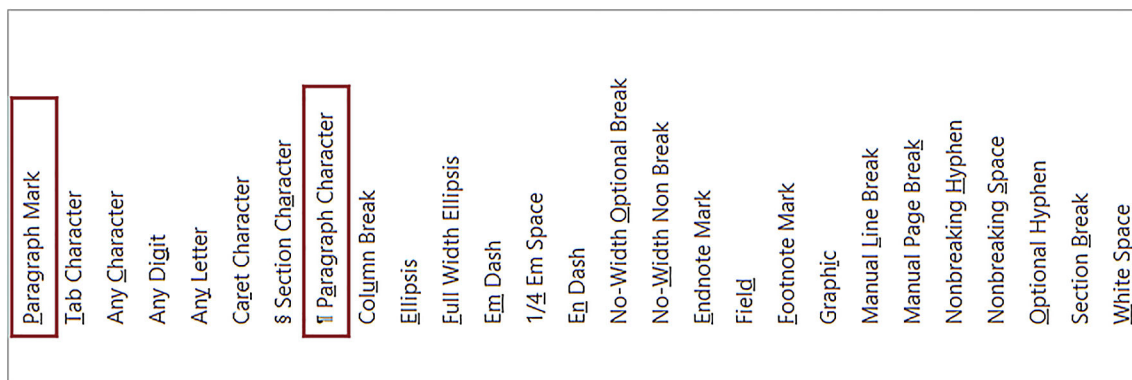 Paragraph Mark
Tab Character
Any Character
Any Digit
Any Letter
Caret Character
§ Section Character
¶ Paragraph Character
Column Break
Ellipsis
Full Width Ellipsis
Em Dash
1/4 Em Space
En Dash
No-Width Optional Break
No-Width Non Break
Endnote Mark
Field
Footnote Mark
Graphic
Manual Line Break
Manual Page Break
Nonbreaking Hyphen
Nonbreaking Space
Optional Hyphen
Section Break
White Space